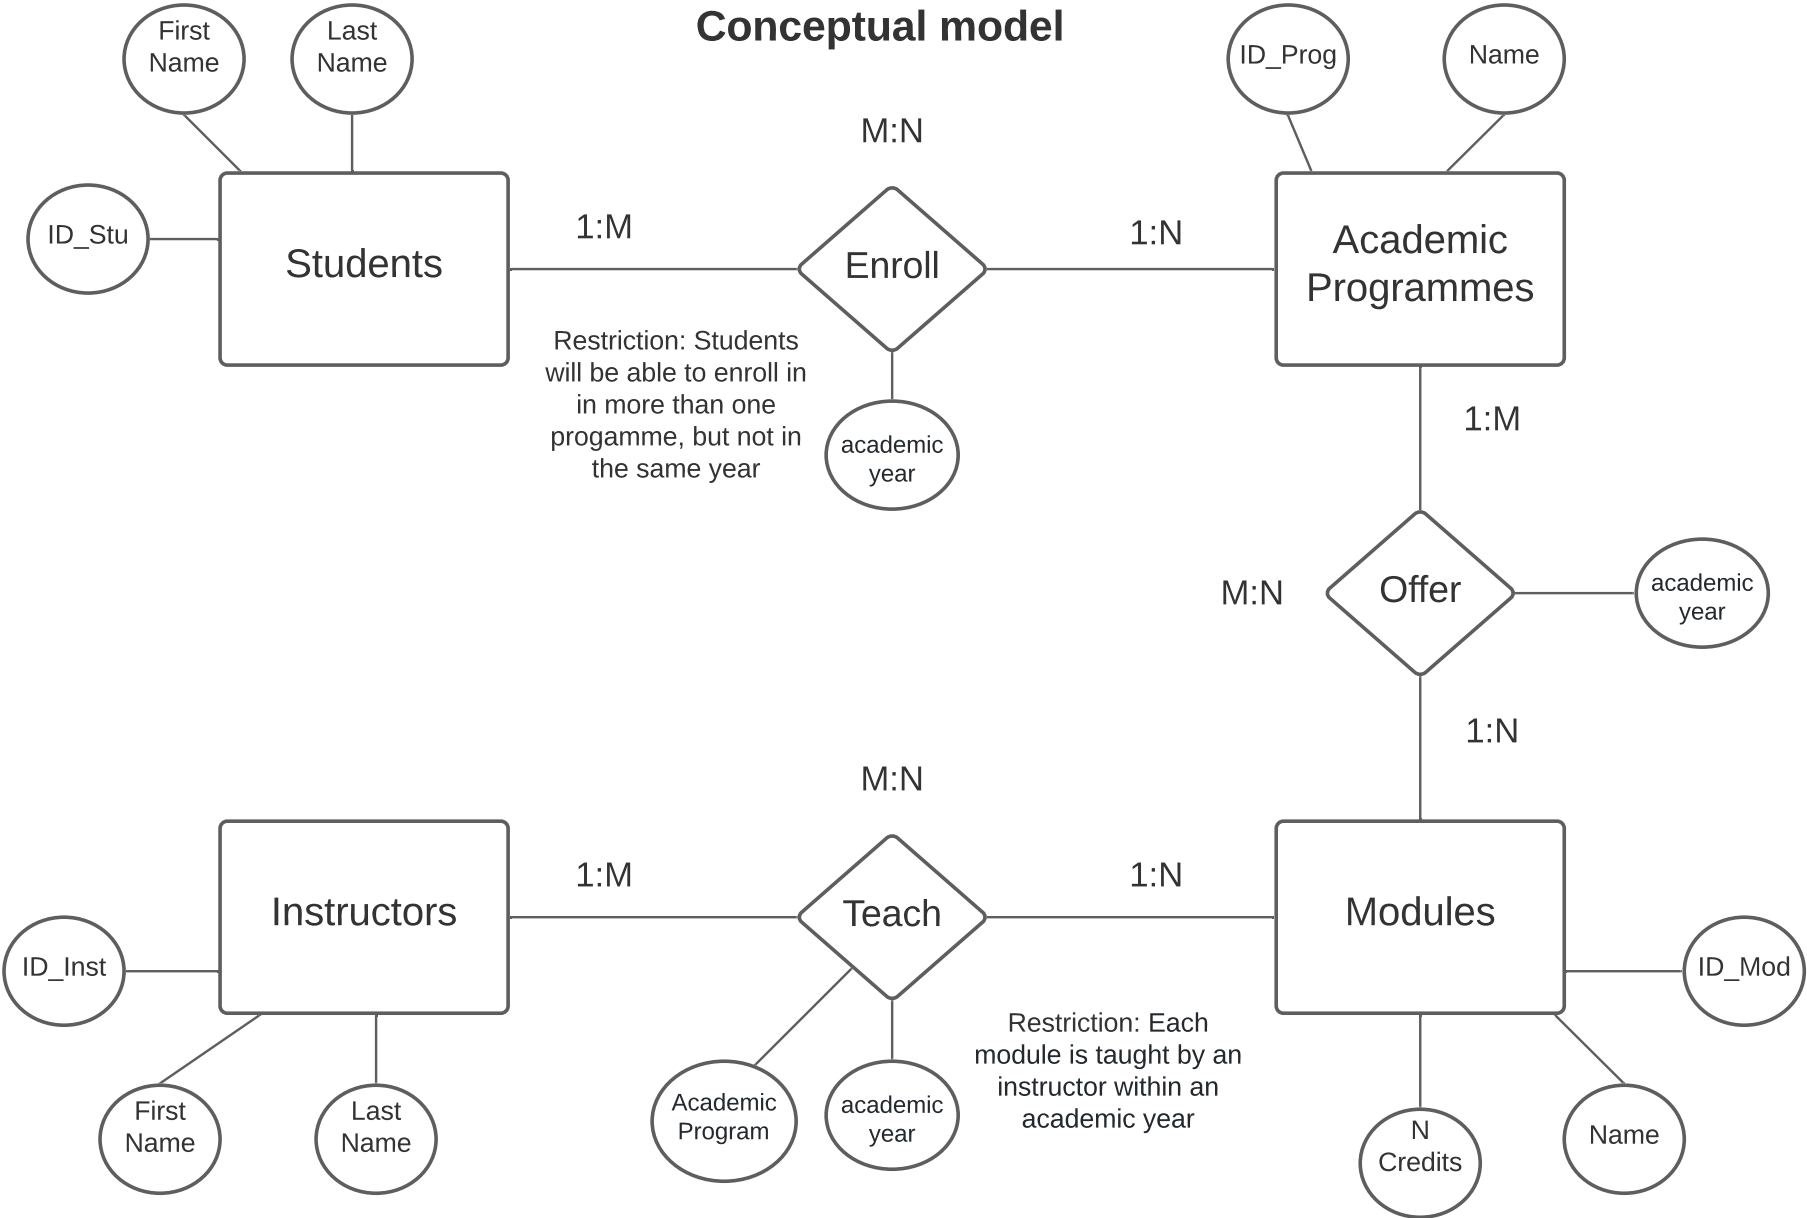 Conceptual model
First
Name
Last
Name
ID_Stu
Students
1:M
M:N
Enroll
1:N
ID_Prog
Name
Academic
Programmes
Restriction: Students
will be able to enroll in
in more than one
progamme, but not in
the same year
academic
year
1:M
M:N
Offer
academic
year
1:N
M:N
Instructors
1:M
Teach
1:N
Modules
ID_Inst
First
Name
Last
Name
Academic
Program
academic
year
Restriction: Each
module is taught by an
instructor within an
academic year
ID_Mod
N
Credits
Name